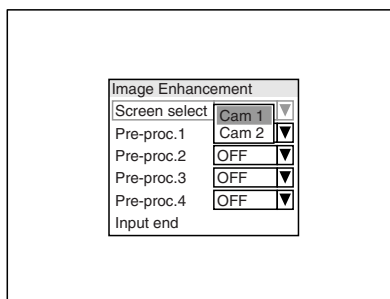 Image Enhancement
Screen select Cam 1
Pre-proc.1 Cam 2
Pre-proc.2 OFF
Pre-proc.3 OFF
Pre-proc.4 OFF
Input end